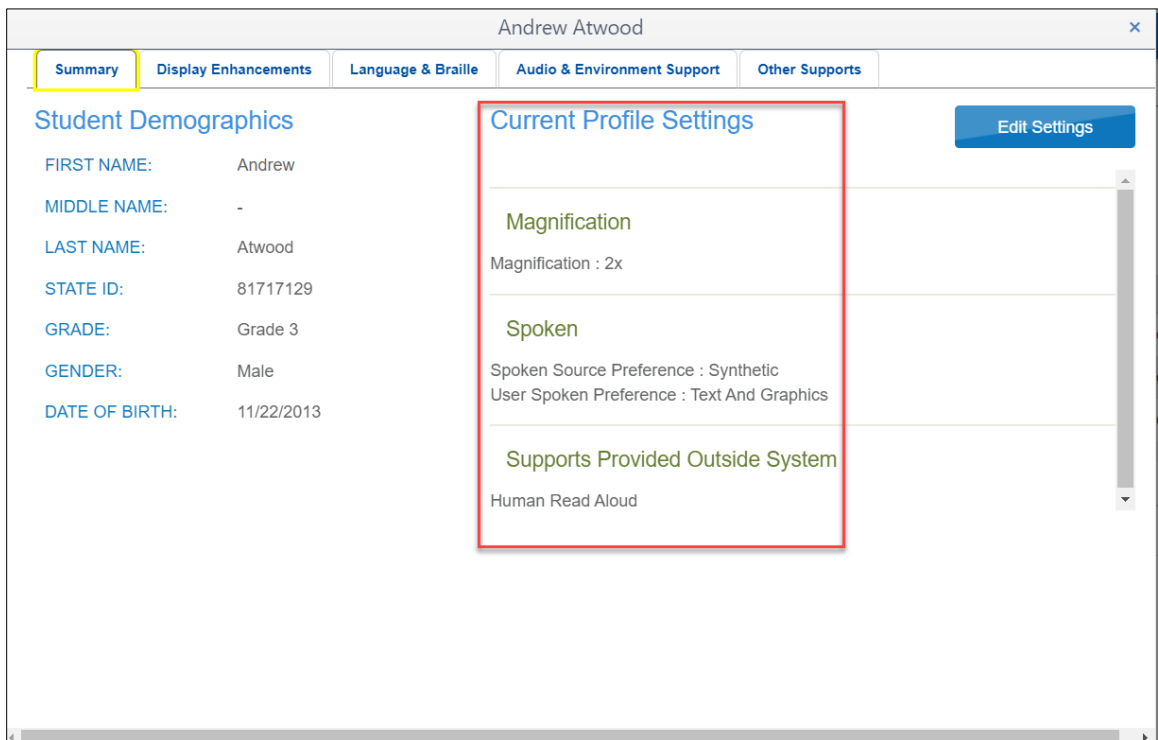 Andrew Atwood ×
Summary Display Enhancements Language & Braille Audio & Environment Support Other Supports
Student Demographics
FIRST NAME: Andrew
MIDDLE NAME: -
LAST NAME: Atwood
STATE ID: 81717129
GRADE: Grade 3
GENDER: Male
DATE OF BIRTH: 11/22/2013
Current Profile Settings
Edit Settings
Magnification
Magnification : 2x
Spoken
Spoken Source Preference : Synthetic
User Spoken Preference : Text And Graphics
Supports Provided Outside System
Human Read Aloud